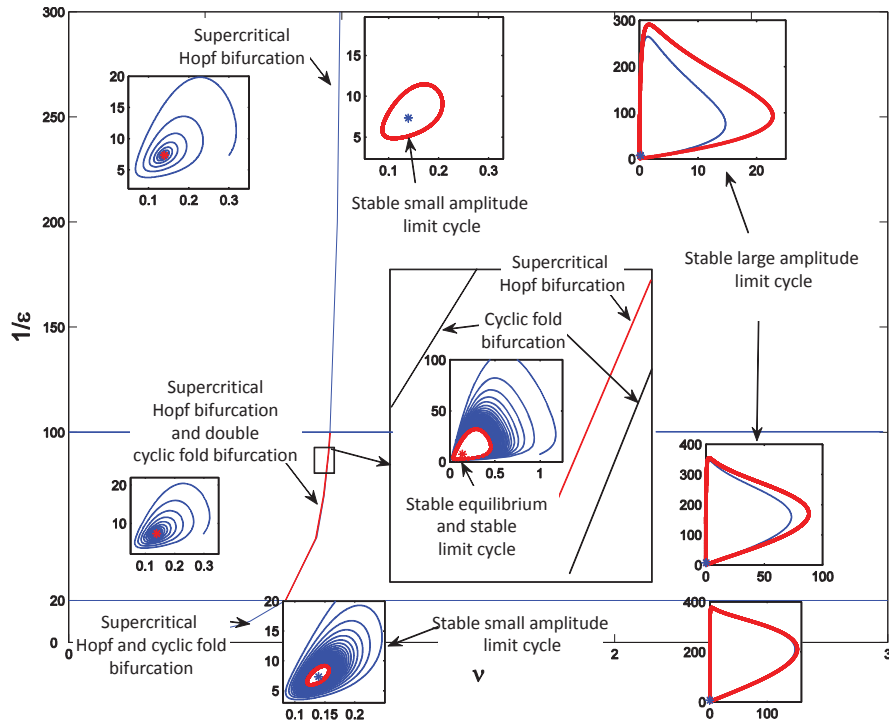 300
250
200
150
100
20
0
1/ε
0
2
3
ν
Supercritical
Hopf bifurcation
20
15
10
5
0.1
0.2
0.3
15
10
5
0.1
0.2
0.3
Stable small amplitude
limit cycle
300
200
100
0
0
10
20
Stable large amplitude
limit cycle
Supercritical
Hopf bifurcation
Cyclic fold
bifurcation
100
50
0
0
0.4
0.8
1.2
Stable equilibrium
and stable
limit cycle
Supercritical
Hopf bifurcation
and double
cyclic fold bifurcation
20
10
0.1
0.2
0.3
400
300
200
100
0
0
50
100
Supercritical
Hopf and cyclic fold
bifurcation
20
15
10
5
0.1
0.15
0.2
Stable small amplitude
limit cycle
400
200
0
0
100